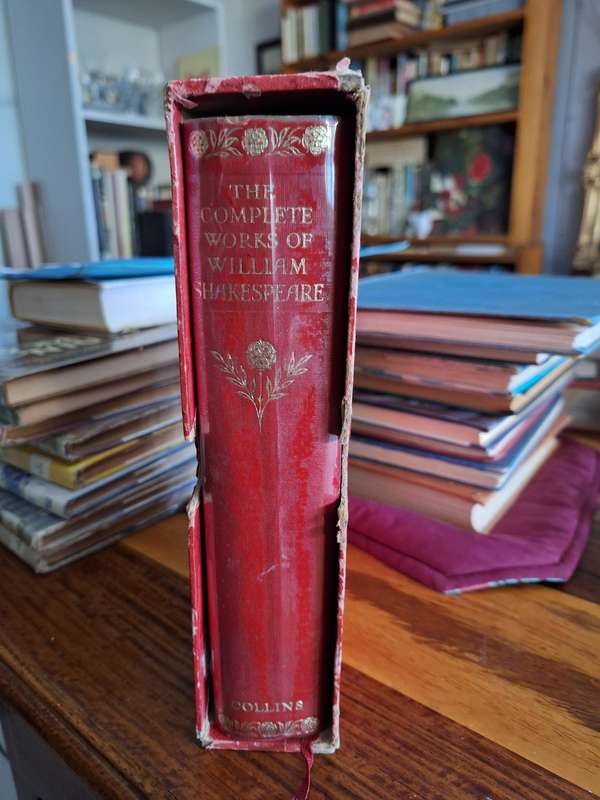 THE
COMPLETE
WORKS OF
WILLIAM
SHAKESPEARE
COLLINS